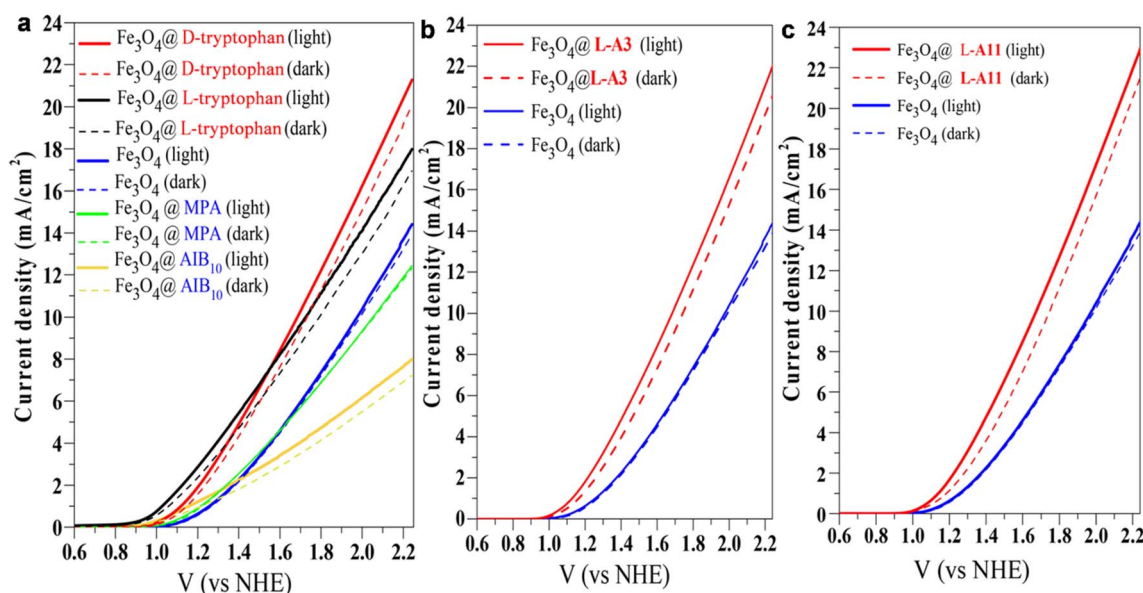 a
24
22
20
18
16
14
12
10
8
6
4
2
0
Current density (mA/cm²)
Fe₃O₄@ D-tryptophan (light)
Fe₃O₄@ D-tryptophan (dark)
Fe₃O₄@ L-tryptophan (light)
Fe₃O₄@ L-tryptophan (dark)
Fe₃O₄ (light)
Fe₃O₄ (dark)
Fe₃O₄ @ MPA (light)
Fe₃O₄ @ MPA (dark)
Fe₃O₄@ AIB₁₀ (light)
Fe₃O₄@ AIB₁₀ (dark)
0.6 0.8 1.0 1.2 1.4 1.6 1.8 2.0 2.2
V (vs NHE)
b
24
22
20
18
16
14
12
10
8
6
4
2
0
Current density (mA/cm²)
Fe₃O₄@ L-A3 (light)
Fe₃O₄@L-A3 (dark)
Fe₃O₄ (light)
Fe₃O₄ (dark)
0.6 0.8 1.0 1.2 1.4 1.6 1.8 2.0 2.2
V (vs NHE)
c
24
22
20
18
16
14
12
10
8
6
4
2
0
Current density (mA/cm²)
Fe₃O₄@ L-A11 (light)
Fe₃O₄@ L-A11 (dark)
Fe₃O₄ (light)
Fe₃O₄ (dark)
0.6 0.8 1.0 1.2 1.4 1.6 1.8 2.0 2.2
V (vs NHE)